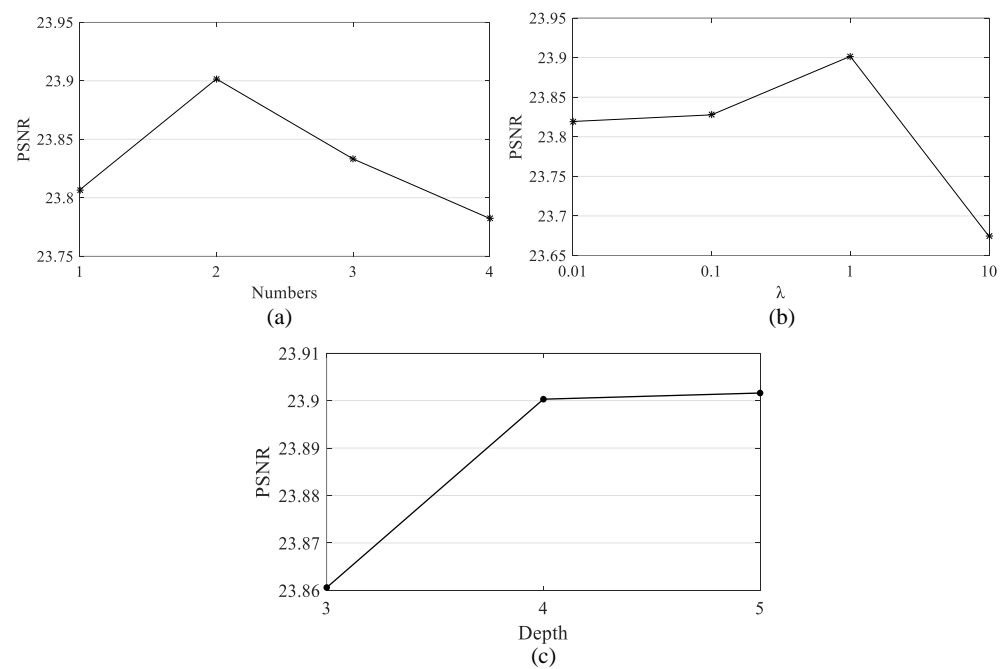 23.95
23.9
23.85
23.8
23.75
PSNR
1 2 3 4
Numbers
(a)
23.95
23.9
23.85
23.8
23.75
23.7
23.65
PSNR
0.01 0.1 1 10
λ
(b)
23.91
23.9
23.89
23.88
23.87
23.86
PSNR
3 4 5
Depth
(c)